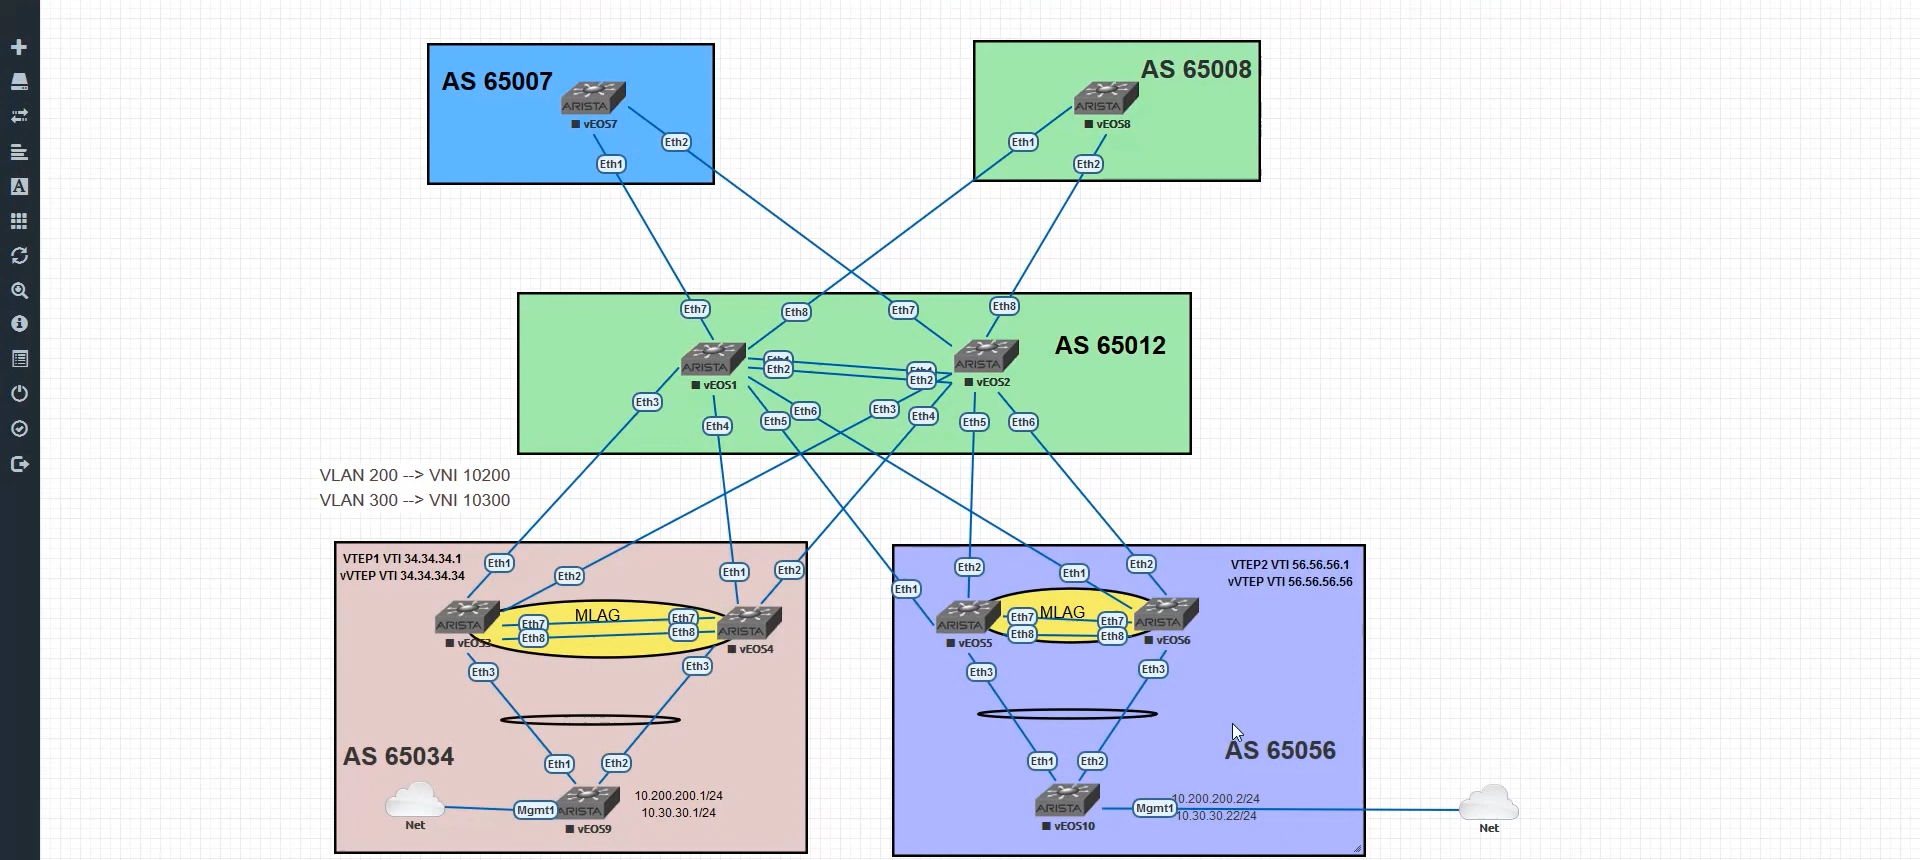 AS 65007
ARISTA
vEOS7
Eth2
Eth1
AS 65008
ARISTA
vEOS8
Eth1
Eth2
Eth7
Eth8
Eth7
Eth8
AS 65012
ARISTA
vEOS1
ARISTA
vEOS2
Eth1
Eth2
Eth1
Eth2
Eth3
Eth4
Eth5
Eth6
Eth3
Eth4
Eth5
Eth6
VLAN 200 --> VNI 10200
VLAN 300 --> VNI 10300
VTEP1 VTI 34.34.34.1
vVTEP VTI 34.34.34.34
Eth1
Eth2
Eth1
Eth2
ARISTA
vEOS3
MLAG
Eth7
Eth8
Eth7
Eth8
ARISTA
vEOS4
Eth3
Eth3
AS 65034
Eth1
Eth2
Net
Mgmt1
ARISTA
vEOS9
10.200.200.1/24
10.30.30.1/24
VTEP2 VTI 56.56.56.1
vVTEP VTI 56.56.56.56
Eth1
Eth2
Eth1
Eth2
ARISTA
vEOS5
MLAG
Eth7
Eth8
Eth7
Eth8
ARISTA
vEOS6
Eth3
Eth3
AS 65056
Eth1
Eth2
ARISTA
vEOS10
Mgmt1
10.200.200.2/24
10.30.30.22/24
Net